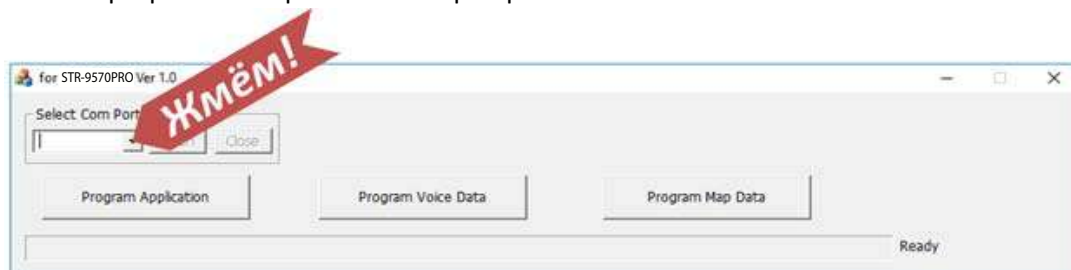 for STR-9570PRO Ver 1.0
Жмём!
Select Com Port
Close
Program Application
Program Voice Data
Program Map Data
Ready